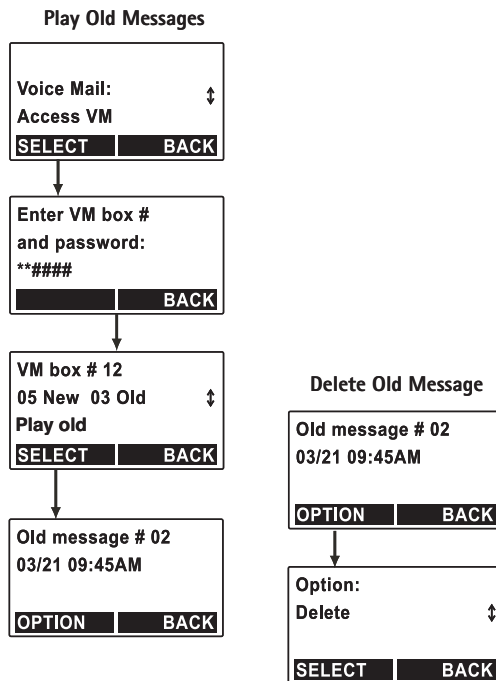 Play Old Messages
Voice Mail:
Access VM
SELECT BACK
Enter VM box #
and password:
**####
BACK
VM box # 12
05 New 03 Old
Play old
SELECT BACK
Old message # 02
03/21 09:45AM
OPTION BACK
Delete Old Message
Old message # 02
03/21 09:45AM
OPTION BACK
Option:
Delete
SELECT BACK